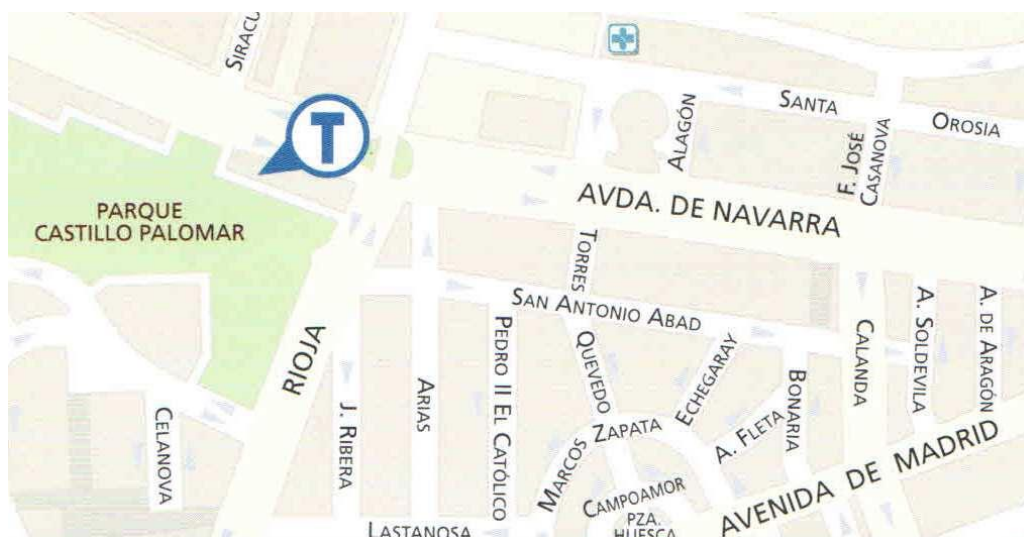 SIRACU
T
SANTA
OROSIA
ALAGÓN
F. JOSÉ
CASANOVA
PARQUE
CASTILLO PALOMAR
AVDA. DE NAVARRA
TORRES
SAN ANTONIO ABAD
RIOJA
PEDRO II EL CATÓLICO
QUEVEDO
ECHEGARAY
CALANDA
A. SOLDEVILA
A. DE ARAGÓN
BONARIA
ARIAS
J. RIBERA
CELANOVA
MARCOS ZAPATA
A. FLETA
AVENIDA DE MADRID
CAMPOAMOR
PZA.
HUESCA
LASTANOSA